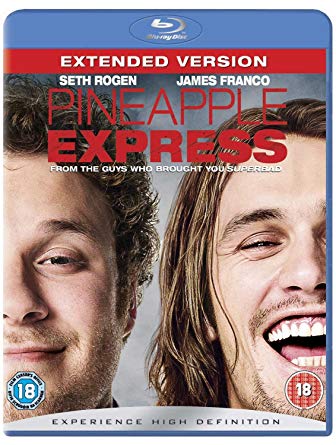 Blu-ray Disc
EXTENDED VERSION
SETH ROGEN JAMES FRANCO
PINEAPPLE
EXPRESS
FROM THE GUYS WHO BROUGHT YOU SUPERBAD
18 18
EXPERIENCE HIGH DEFINITION